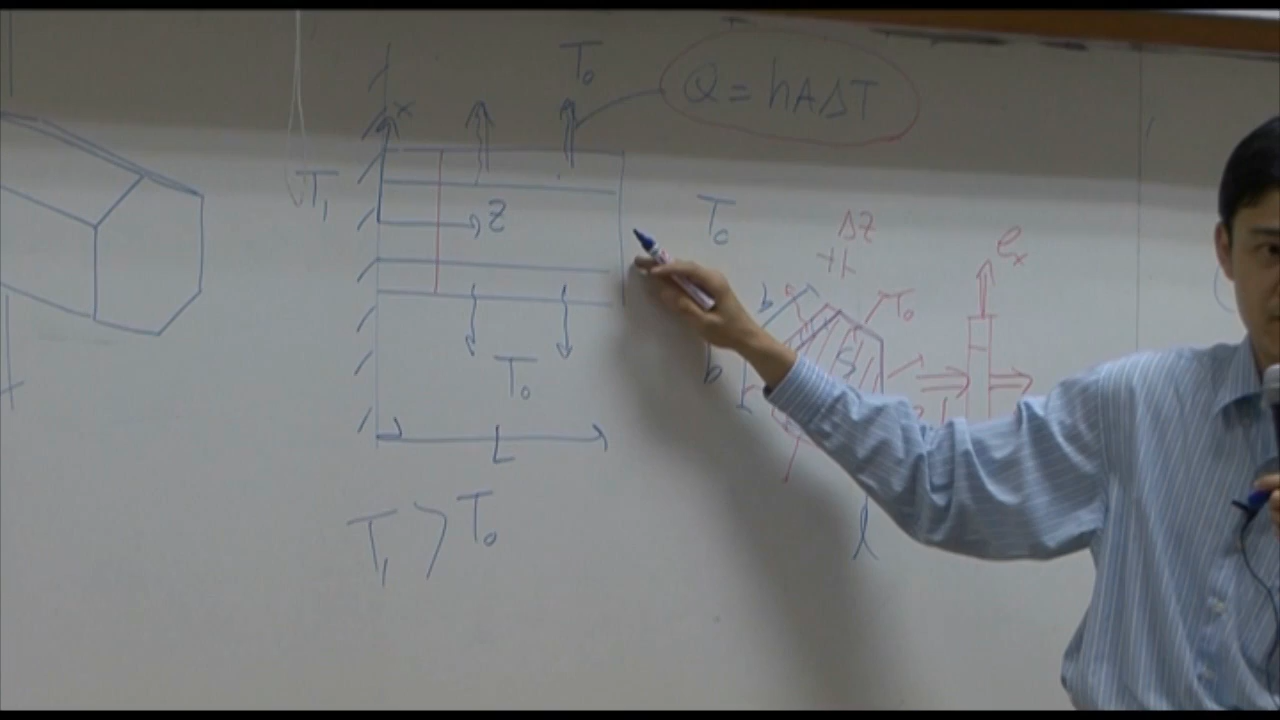 T₀
Q = hAΔT
x
T₁
z
T₀
ΔZ
eₓ
b
T₀
S
b
T₀
L
T₁ > T₀
l